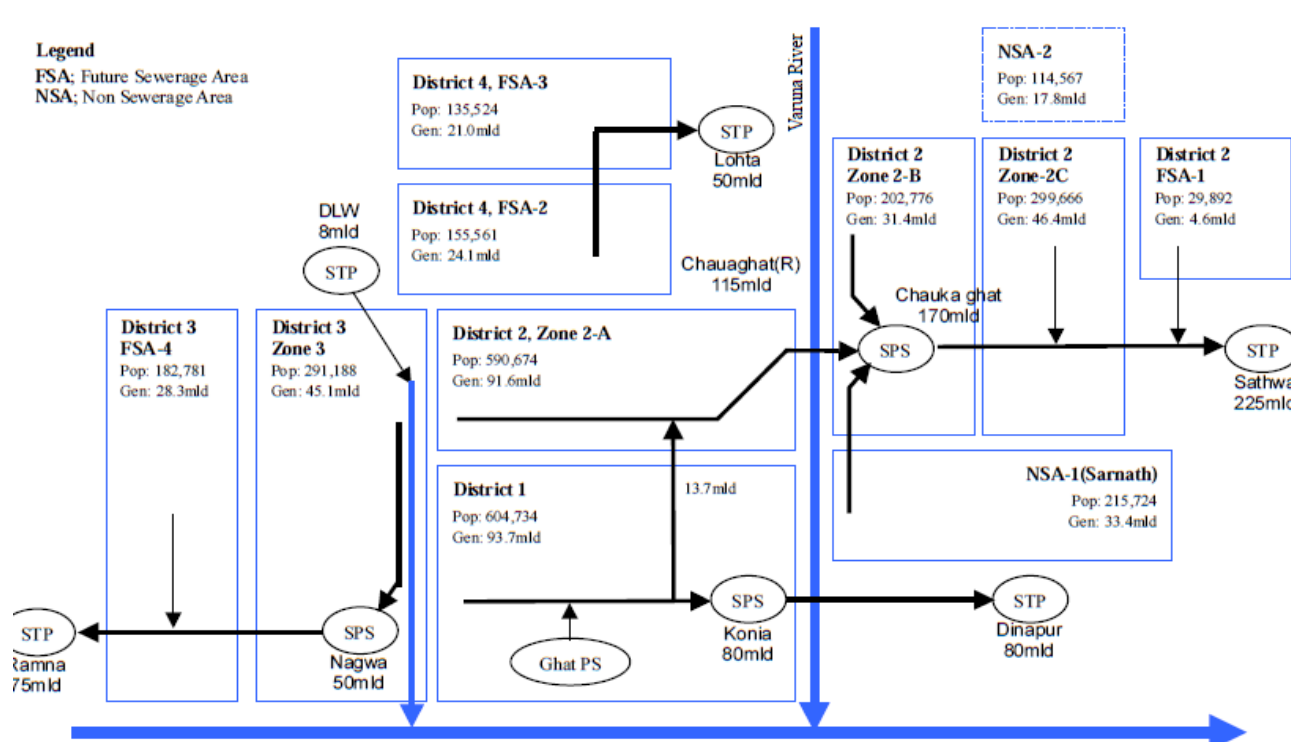 Legend
FSA; Future Sewerage Area
NSA; Non Sewerage Area
District 4, FSA-3
Pop: 135,524
Gen: 21.0mld
STP
Lohta
50mld
Varuna River
NSA-2
Pop: 114,567
Gen: 17.8mld
District 2
Zone 2-B
Pop: 202,776
Gen: 31.4mld
District 2
Zone-2C
Pop: 299,666
Gen: 46.4mld
District 2
FSA-1
Pop: 29,892
Gen: 4.6mld
District 4, FSA-2
Pop: 155,561
Gen: 24.1mld
DLW
8mld
STP
Chauaghat(R)
115mld
Chauka ghat
170mld
SPS
STP
Sathwa
225mld
District 3
FSA-4
Pop: 182,781
Gen: 28.3mld
District 3
Zone 3
Pop: 291,188
Gen: 45.1mld
District 2, Zone 2-A
Pop: 590,674
Gen: 91.6mld
District 1
Pop: 604,734
Gen: 93.7mld
13.7mld
NSA-1(Sarnath)
Pop: 215,724
Gen: 33.4mld
STP
Ramna
75mld
SPS
Nagwa
50mld
Ghat PS
SPS
Konia
80mld
STP
Dinapur
80mld